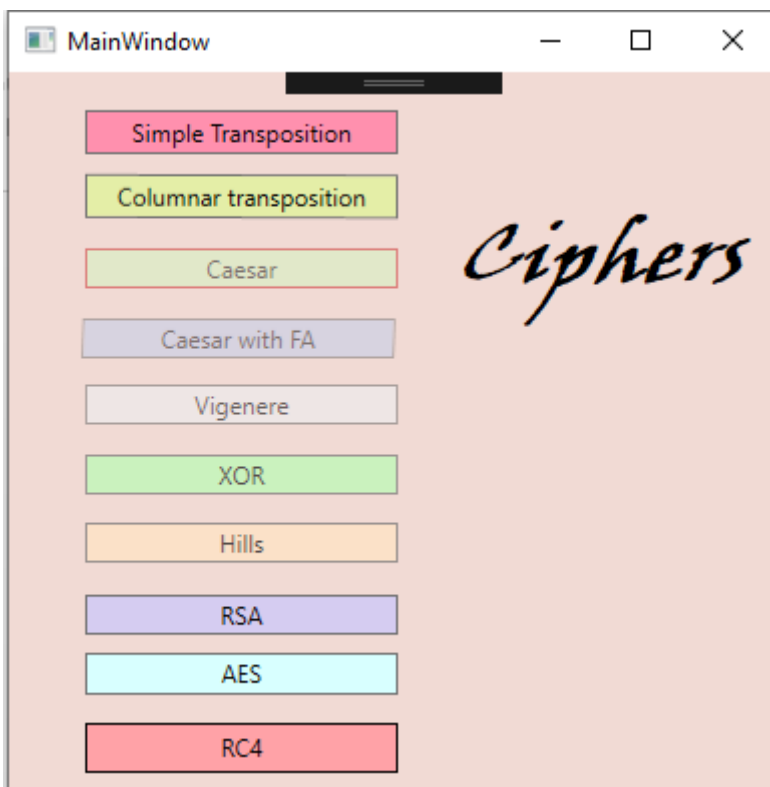 MainWindow
Simple Transposition
Columnar transposition
Ciphers
Caesar
Caesar with FA
Vigenere
XOR
Hills
RSA
AES
RC4